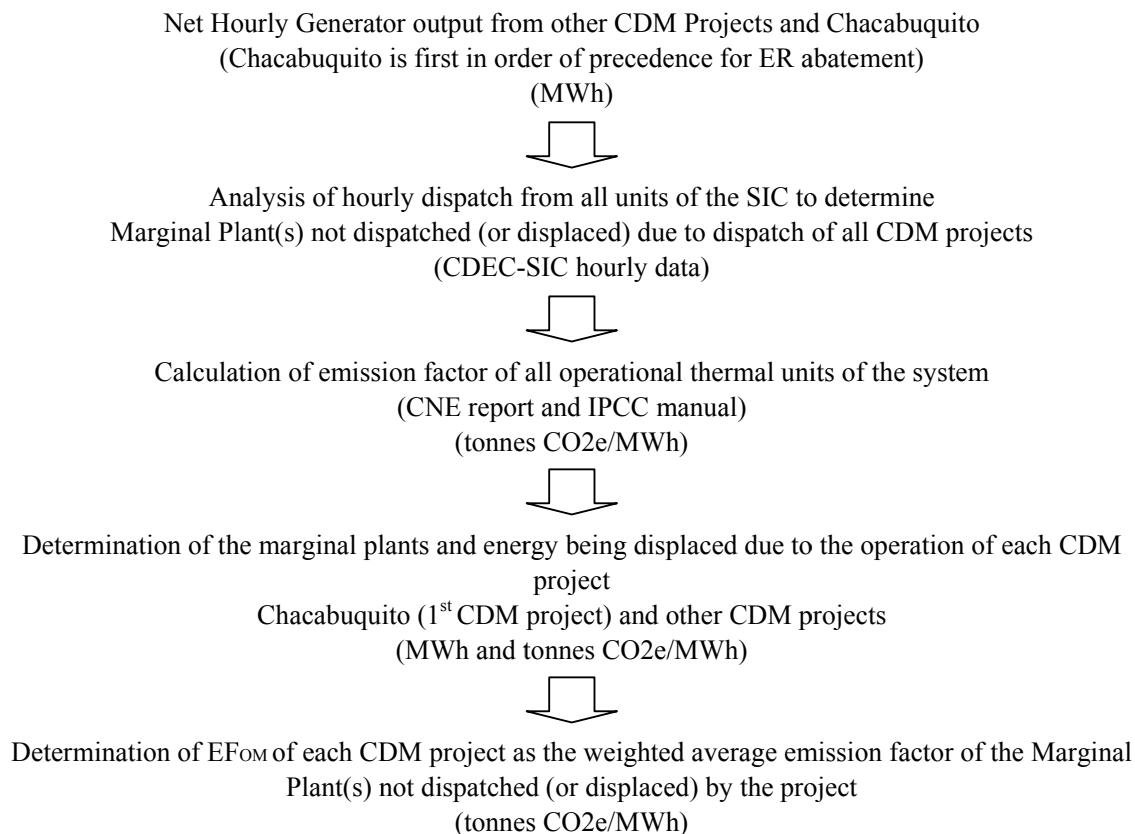 Net Hourly Generator output from other CDM Projects and Chacabuquito
(Chacabuquito is first in order of precedence for ER abatement)
(MWh)
Analysis of hourly dispatch from all units of the SIC to determine
Marginal Plant(s) not dispatched (or displaced) due to dispatch of all CDM projects
(CDEC-SIC hourly data)
Calculation of emission factor of all operational thermal units of the system
(CNE report and IPCC manual)
(tonnes CO2e/MWh)
Determination of the marginal plants and energy being displaced due to the operation of each CDM
project
Chacabuquito (1st CDM project) and other CDM projects
(MWh and tonnes CO2e/MWh)
Determination of EFOM of each CDM project as the weighted average emission factor of the Marginal
Plant(s) not dispatched (or displaced) by the project
(tonnes CO2e/MWh)